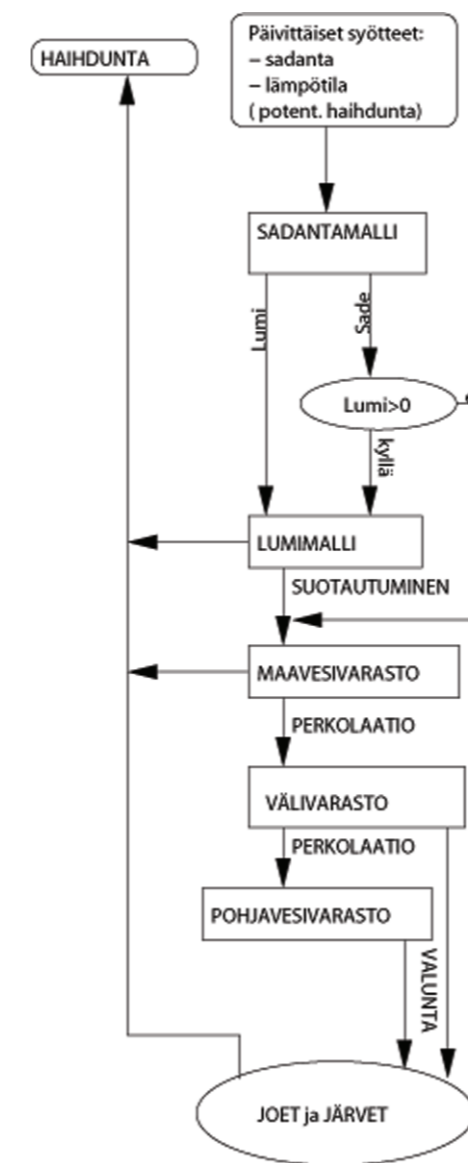 HAIHDUNTA
Päivittäiset syötteet:
– sadanta
– lämpötila
( potent. haihdunta)
SADANTAMALLI
Lumi
Sade
Lumi>0
kyllä
LUMIMALLI
SUOTAUTUMINEN
MAAVESIVARASTO
PERKOLAATIO
VÄLIVARASTO
PERKOLAATIO
POHJAVESIVARASTO
VALUNTA
JOET ja JÄRVET